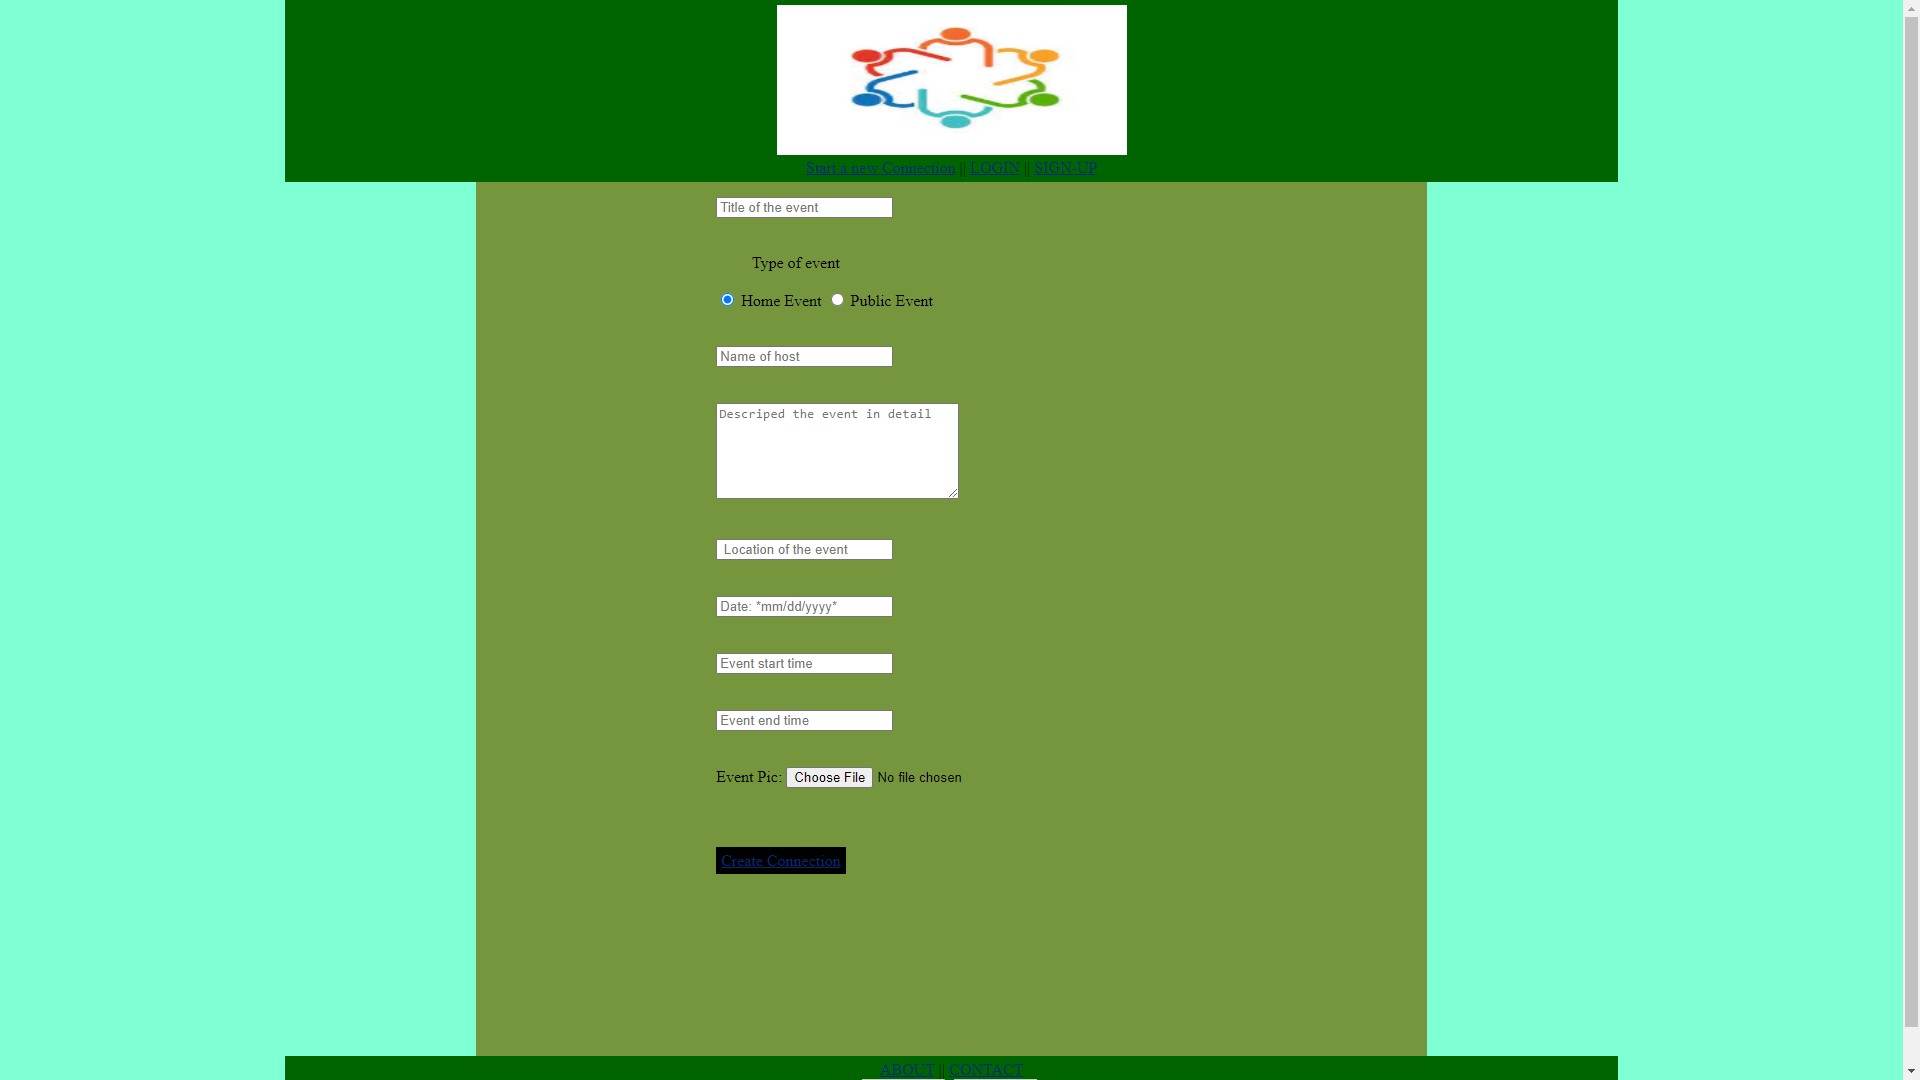 Start a new Connection || LOGIN || SIGN-UP
Title of the event
Type of event
Home Event Public Event
Name of host
Descriped the event in detail
Location of the event
Date: *mm/dd/yyyy*
Event start time
Event end time
Event Pic: Choose File No file chosen
Create Connection
ABOUT || CONTACT